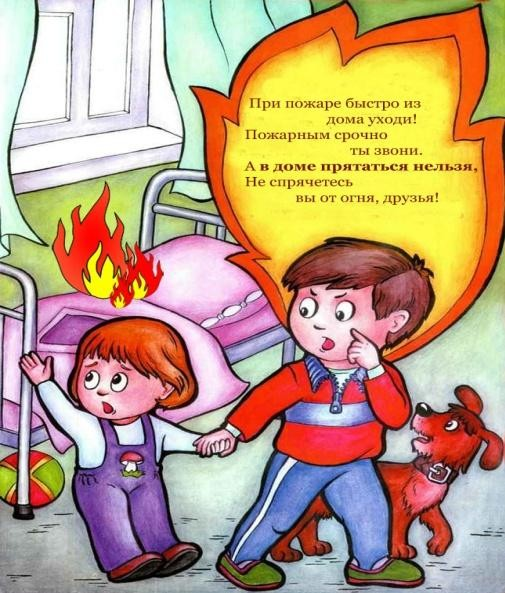 При пожаре быстро из
дома уходи!
Пожарным срочно
ты звони.
А в доме прятаться нельзя,
Не спрячетесь
вы от огня, друзья!